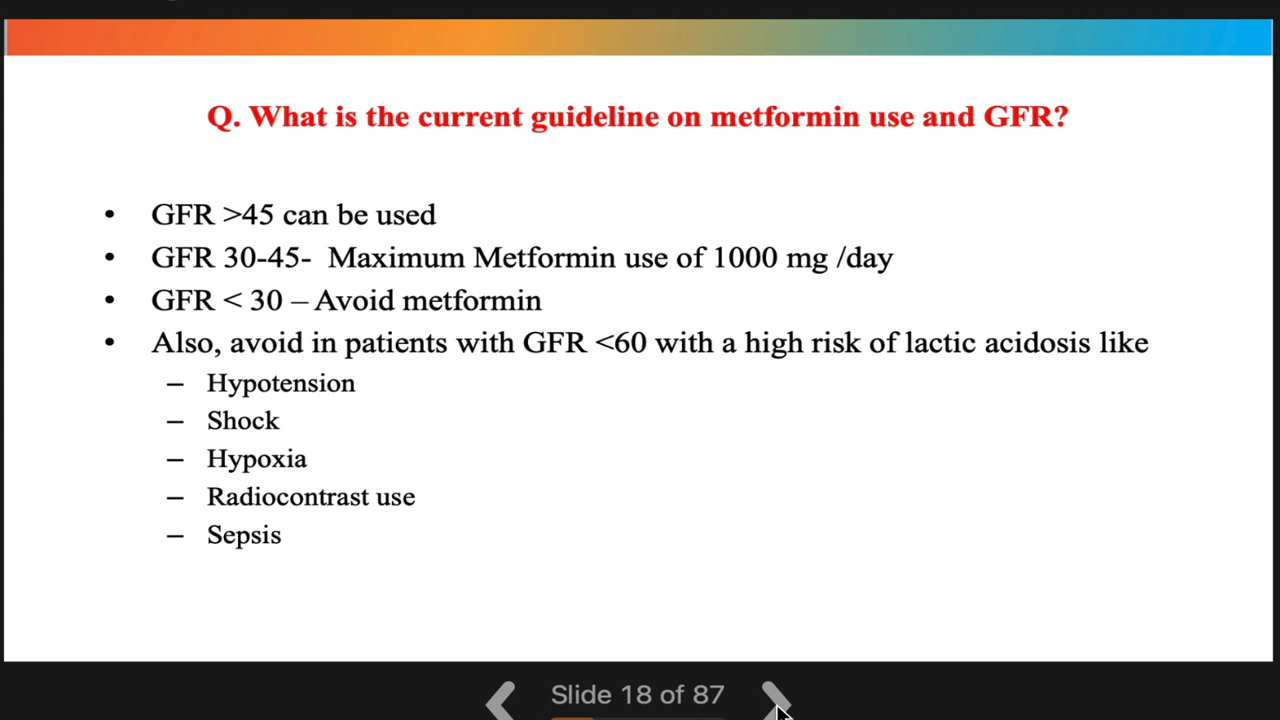 Q. What is the current guideline on metformin use and GFR?
• GFR >45 can be used
• GFR 30-45- Maximum Metformin use of 1000 mg /day
• GFR < 30 – Avoid metformin
• Also, avoid in patients with GFR <60 with a high risk of lactic acidosis like
– Hypotension
– Shock
– Hypoxia
– Radiocontrast use
– Sepsis
Slide 18 of 87